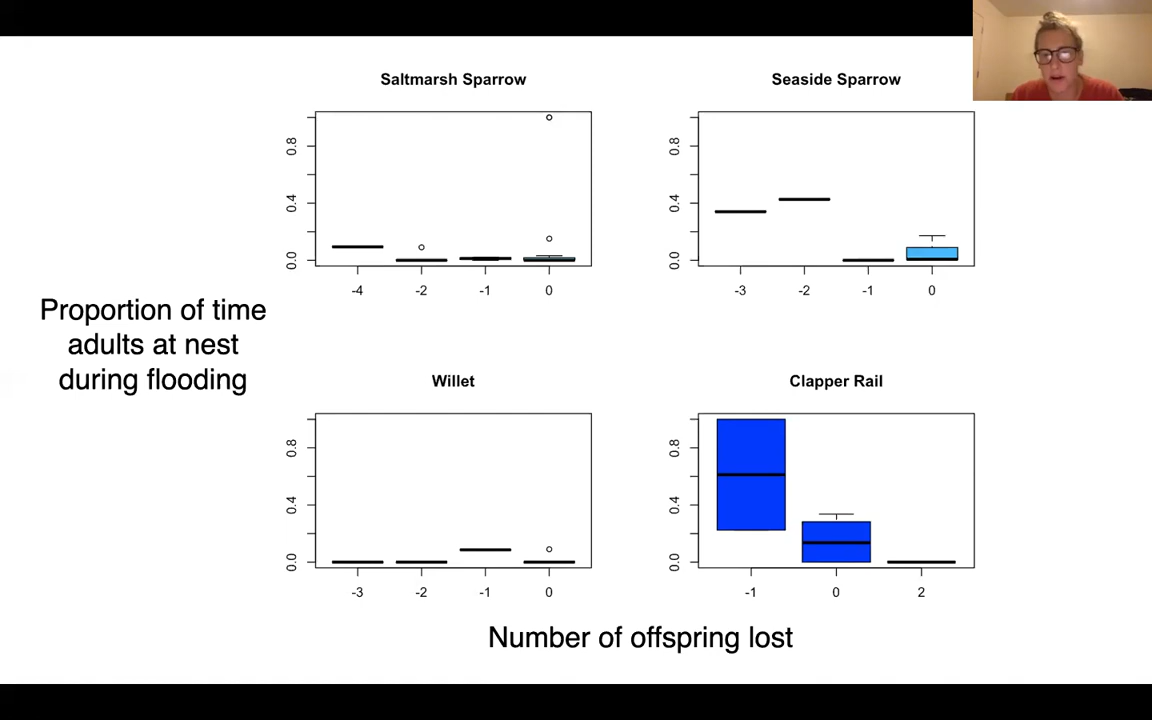 Saltmarsh Sparrow
Seaside Sparrow
0.8
0.4
0.0
-4 -2 -1 0
0.8
0.4
0.0
-3 -2 -1 0
Proportion of time
adults at nest
during flooding
Willet
Clapper Rail
0.8
0.4
0.0
-3 -2 -1 0
0.8
0.4
0.0
-1 0 2
Number of offspring lost